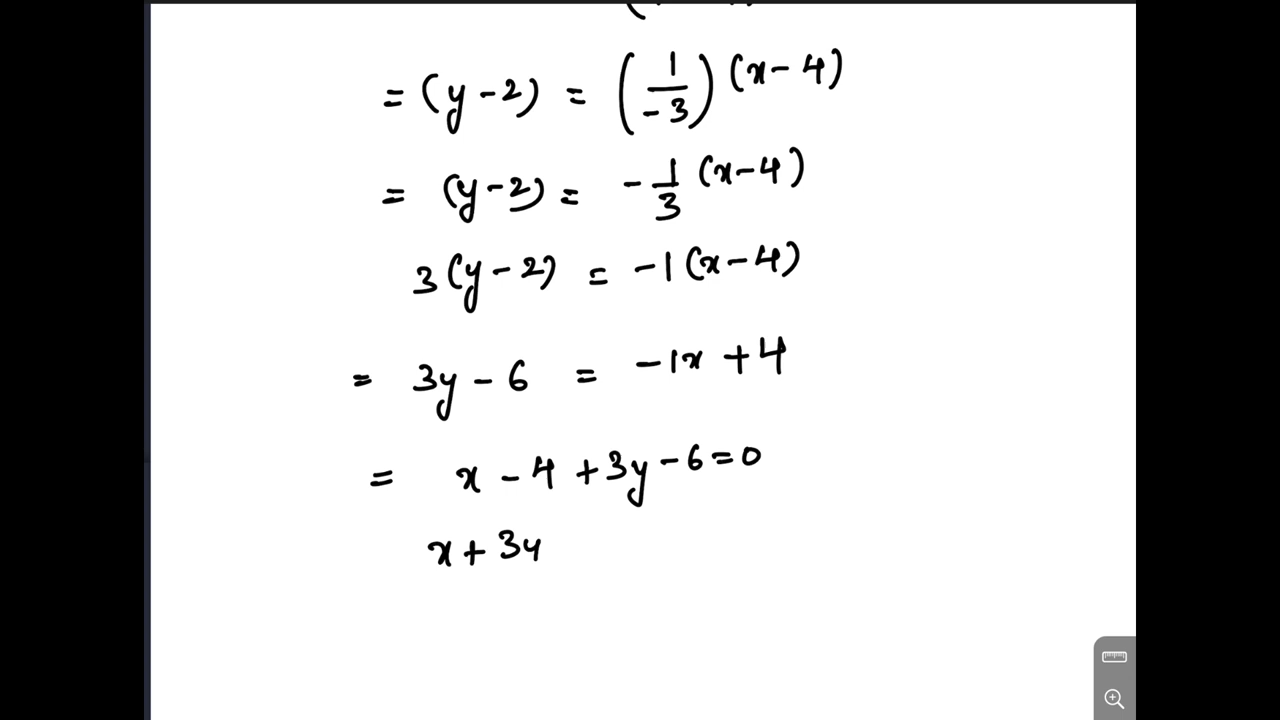 = (y - 2) = (1/-3) (x - 4)
= (y - 2) = - 1/3 (x - 4)
3 (y - 2) = -1 (x - 4)
= 3y - 6 = -1x + 4
= x - 4 + 3y - 6 = 0
x + 3y